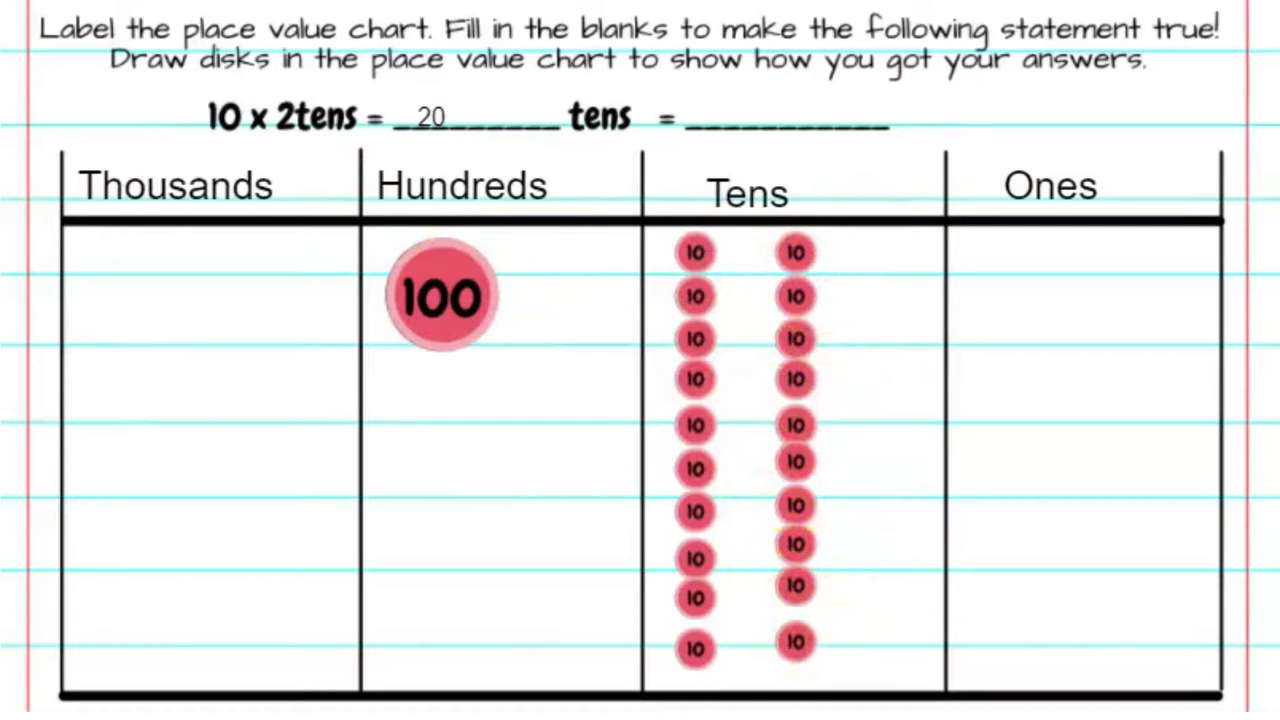 Label the place value chart. Fill in the blanks to make the following statement true!
Draw disks in the place value chart to show how you got your answers.
10 x 2tens = __20_________ tens = ___________
Thousands Hundreds Tens Ones
100 10 10
10 10
10 10
10 10
10 10
10 10
10 10
10 10
10 10
10 10